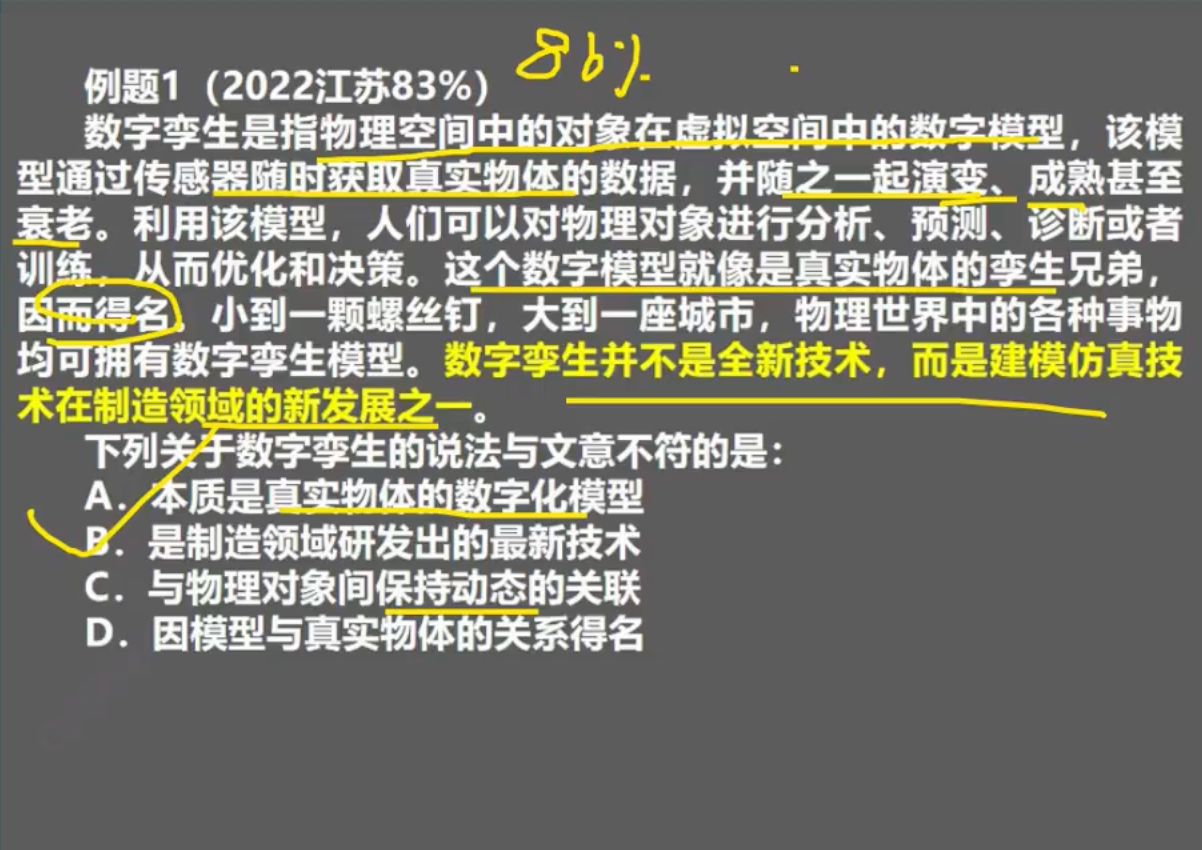 86%.
例题1（2022江苏83%）
数字孪生是指物理空间中的对象在虚拟空间中的数字模型，该模
型通过传感器随时获取真实物体的数据，并随之一起演变、成熟甚至
衰老。利用该模型，人们可以对物理对象进行分析、预测、诊断或者
训练，从而优化和决策。这个数字模型就像是真实物体的孪生兄弟，
因而得名。小到一颗螺丝钉，大到一座城市，物理世界中的各种事物
均可拥有数字孪生模型。数字孪生并不是全新技术，而是建模仿真技
术在制造领域的新发展之一。
下列关于数字孪生的说法与文意不符的是：
A．本质是真实物体的数字化模型
B．是制造领域研发出的最新技术
C．与物理对象间保持动态的关联
D．因模型与真实物体的关系得名